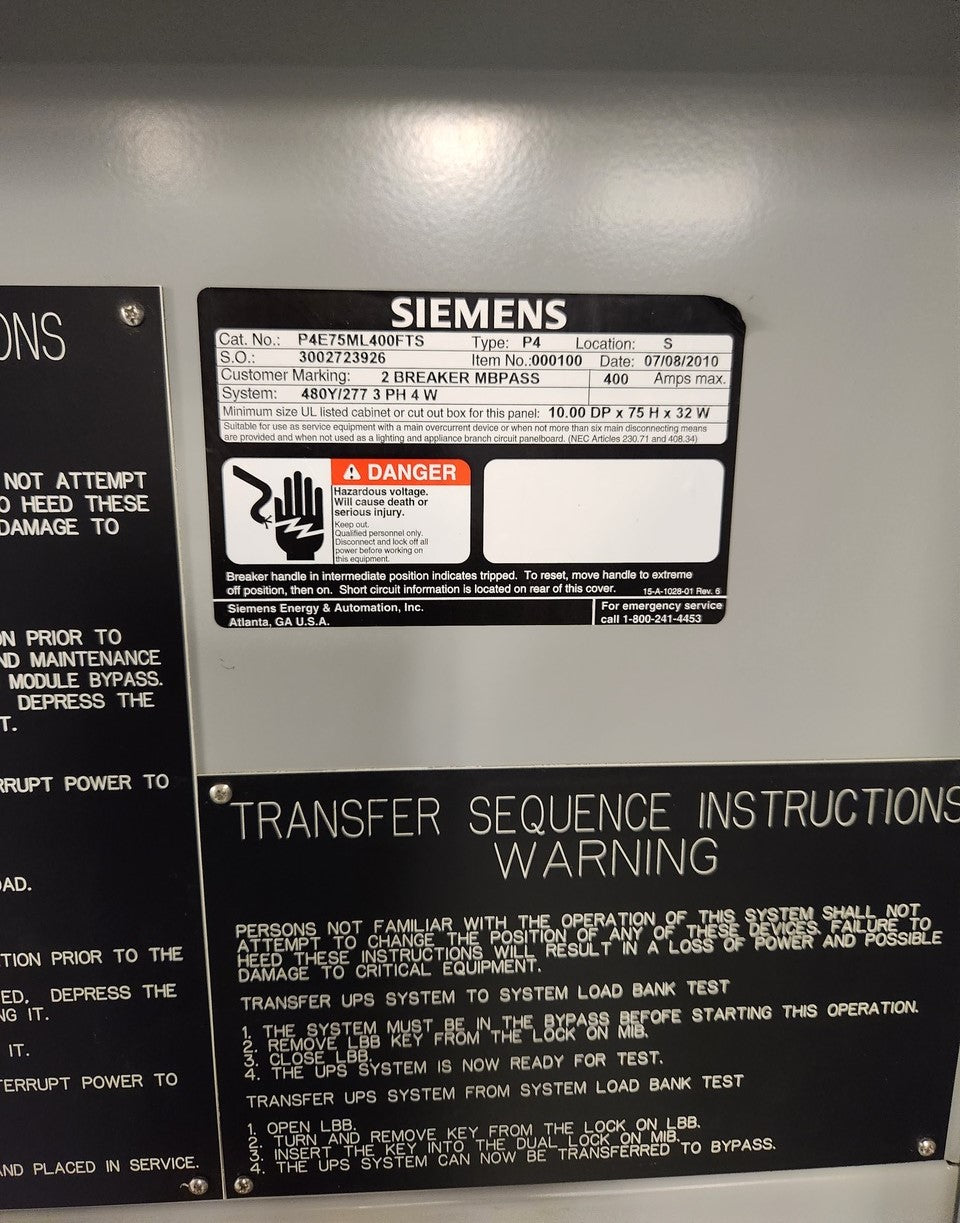 ONS
NOT ATTEMPT
O HEED THESE
DAMAGE TO
ON PRIOR TO
ND MAINTENANCE
MODULE BYPASS.
DEPRESS THE
T.
RRUPT POWER TO
OAD.
TION PRIOR TO THE
ED, DEPRESS THE
NG IT.
IT.
TERRUPT POWER TO
AND PLACED IN SERVICE.
SIEMENS
Cat. No.: P4E75ML400FTS Type: P4 Location: S
S.O.: 3002723926 Item No.:000100 Date: 07/08/2010
Customer Marking: 2 BREAKER MBPASS 400 Amps max.
System: 480Y/277 3 PH 4 W
Minimum size UL listed cabinet or cut out box for this panel: 10.00 DP x 75 H x 32 W
Suitable for use as service equipment with a main overcurrent device or when not more than six main disconnecting means
are provided and when not used as a lighting and appliance branch circuit panelboard. (NEC Articles 230.71 and 408.34)
DANGER
Hazardous voltage.
Will cause death or
serious injury.
Keep out.
Qualified personnel only.
Disconnect and lock off all
power before working on
this equipment.
Breaker handle in intermediate position indicates tripped. To reset, move handle to extreme
off position, then on. Short circuit information is located on rear of this cover. 15-A-1028-01 Rev. 6
Siemens Energy & Automation, Inc.
Atlanta, GA U.S.A.
For emergency service
call 1-800-241-4453
TRANSFER SEQUENCE INSTRUCTIONS
WARNING
PERSONS NOT FAMILIAR WITH THE OPERATION OF THIS SYSTEM SHALL NOT
ATTEMPT TO CHANGE THE POSITION OF ANY OF THESE DEVICES. FAILURE TO
HEED THESE INSTRUCTIONS WILL RESULT IN A LOSS OF POWER AND POSSIBLE
DAMAGE TO CRITICAL EQUIPMENT.
TRANSFER UPS SYSTEM TO SYSTEM LOAD BANK TEST
1. THE SYSTEM MUST BE IN THE BYPASS BEFOFE STARTING THIS OPERATION.
2. REMOVE LBB KEY FROM THE LOCK ON MIB.
3. CLOSE LBB.
4. THE UPS SYSTEM IS NOW READY FOR TEST.
TRANSFER UPS SYSTEM FROM SYSTEM LOAD BANK TEST
1. OPEN LBB.
2. TURN AND REMOVE KEY FROM THE LOCK ON LBB.
3. INSERT THE KEY INTO THE DUAL LOCK ON MIB.
4. THE UPS SYSTEM CAN NOW BE TRANSFERRED TO BYPASS.